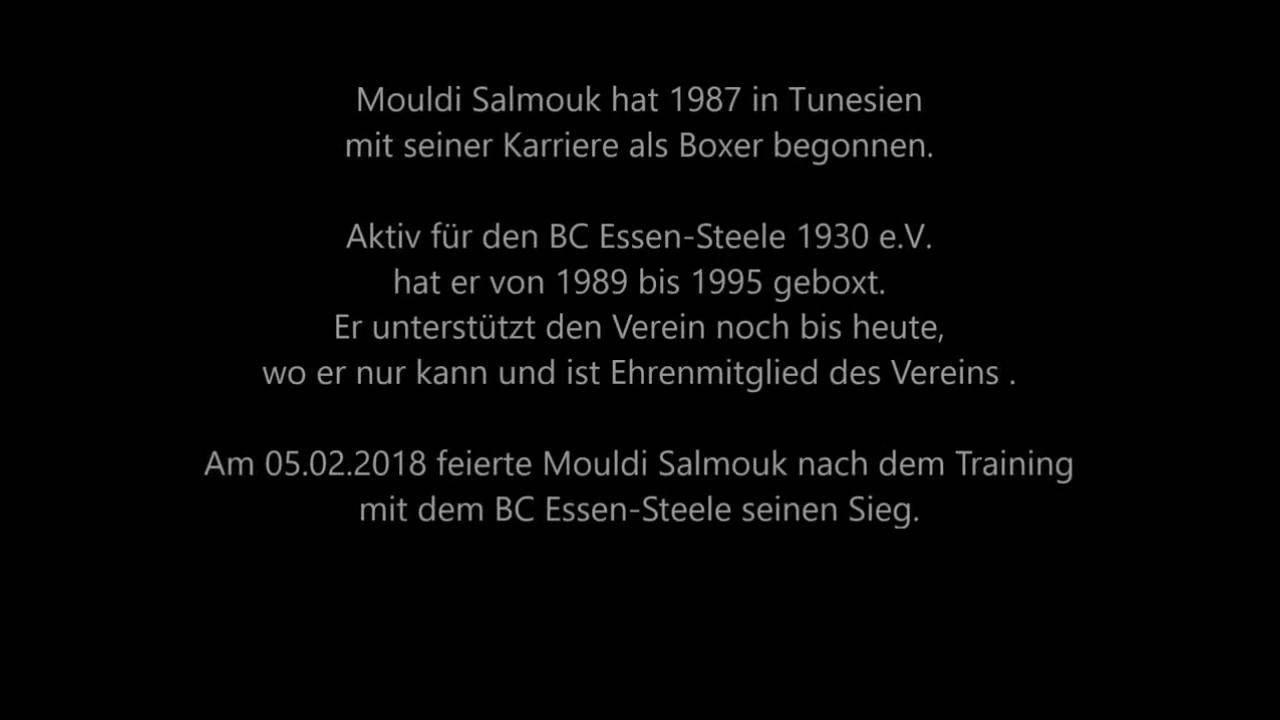 Mouldi Salmouk hat 1987 in Tunesien
mit seiner Karriere als Boxer begonnen.
Aktiv für den BC Essen-Steele 1930 e.V.
hat er von 1989 bis 1995 geboxt.
Er unterstützt den Verein noch bis heute,
wo er nur kann und ist Ehrenmitglied des Vereins .
Am 05.02.2018 feierte Mouldi Salmouk nach dem Training
mit dem BC Essen-Steele seinen Sieg.